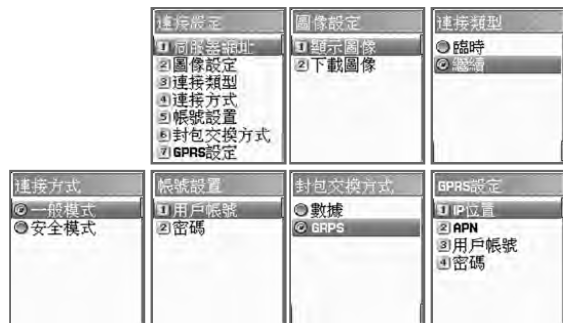 連接設定
1 伺服器網址
2 圖像設定
3 連接類型
4 連接方式
5 帳號設置
6 封包交換方式
7 GPRS設定
圖像設定
1 顯示圖像
2 下載圖像
連接類型
臨時
繼續
連接方式
一般模式
安全模式
帳號設置
1 用戶帳號
2 密碼
封包交換方式
數據
GRPS
GPRS設定
1 IP位置
2 APN
3 用戶帳號
4 密碼